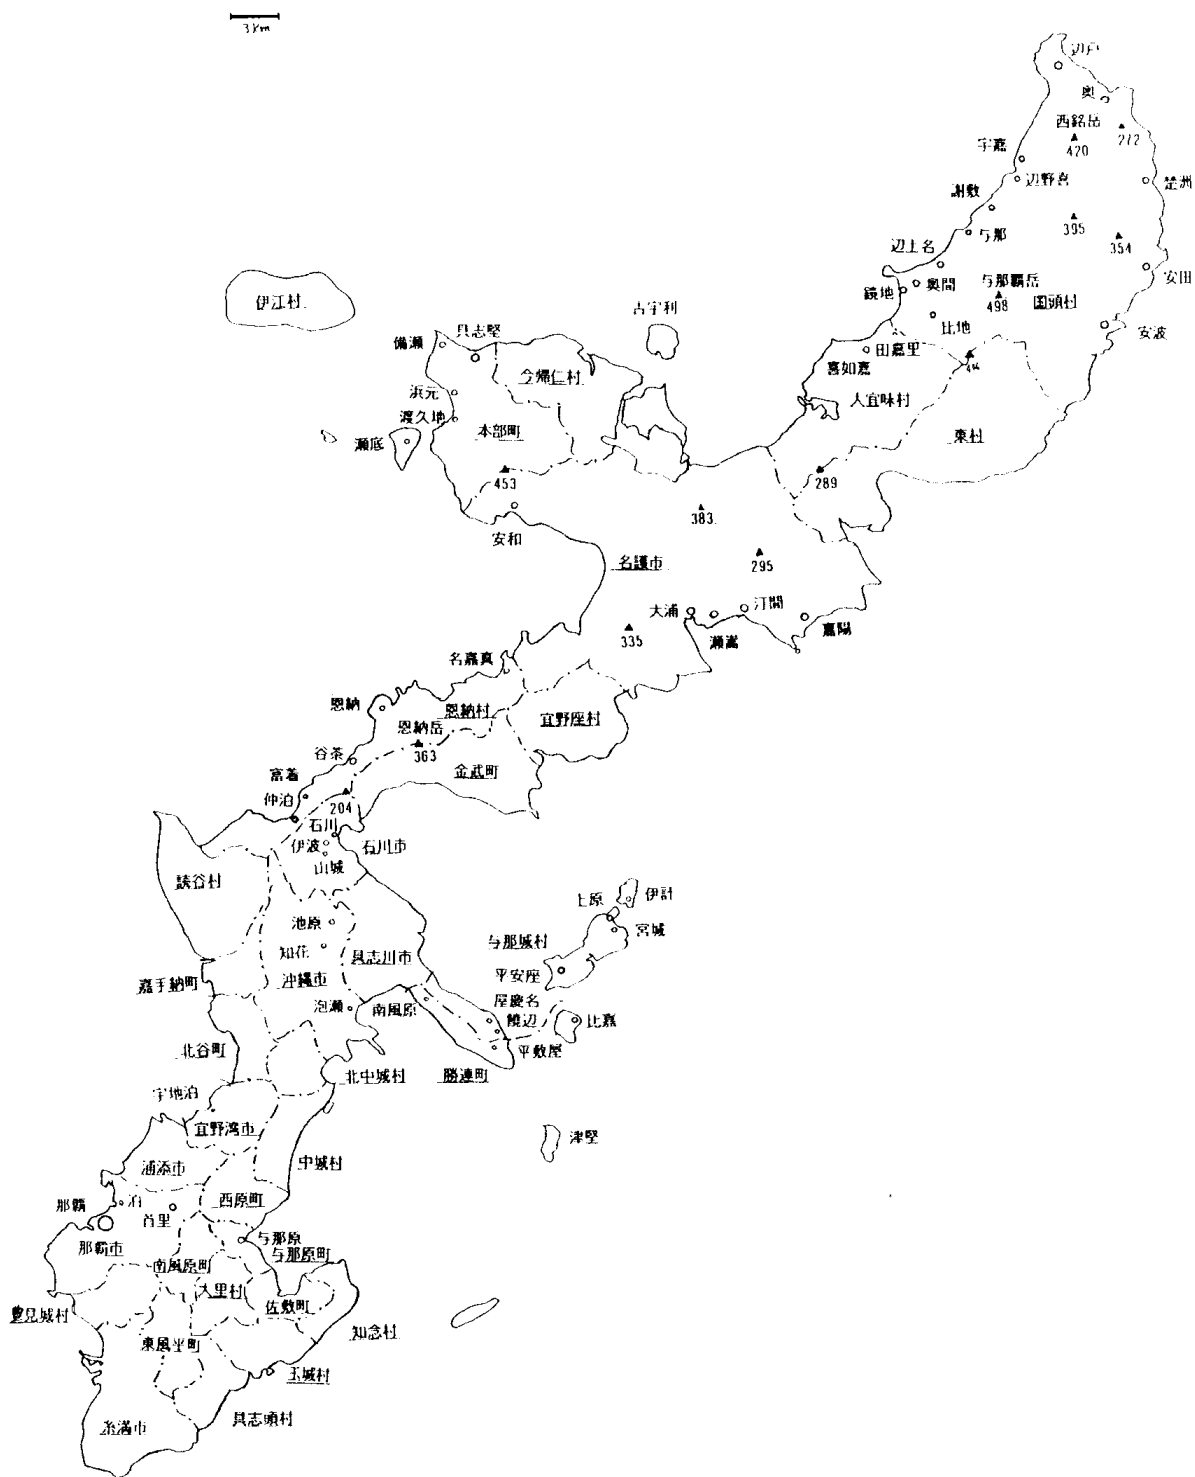 3km
辺戸
奥
西銘岳
272
420
宇嘉
辺野喜
楚洲
謝敷
395
与那
354
辺土名
安田
奥間
与那覇岳
鏡地
498
国頭村
伊江村
古宇利
比地
安波
備瀬
具志堅
田嘉里
今帰仁村
喜如嘉
浜元
大宜味村
渡久地
本部町
東村
瀬底
453
289
383
安和
名護市
295
大浦
汀間
瀬嵩
嘉陽
335
名嘉真
恩納
恩納村
宜野座村
恩納岳
谷茶
363
金武町
富着
仲泊
204
石川
伊波
石川市
山城
読谷村
上原
伊計
池原
宮城
与那城村
知花
具志川市
平安座
嘉手納町
沖縄市
屋慶名
泡瀬
南風原
饒辺
比嘉
北谷町
平敷屋
北中城村
勝連町
宇地泊
宜野湾市
津堅
浦添市
中城村
那覇
泊
西原町
首里
与那原
那覇市
与那原町
南風原町
大里村
佐敷町
豊見城村
知念村
東風平町
玉城村
具志頭村
糸満市